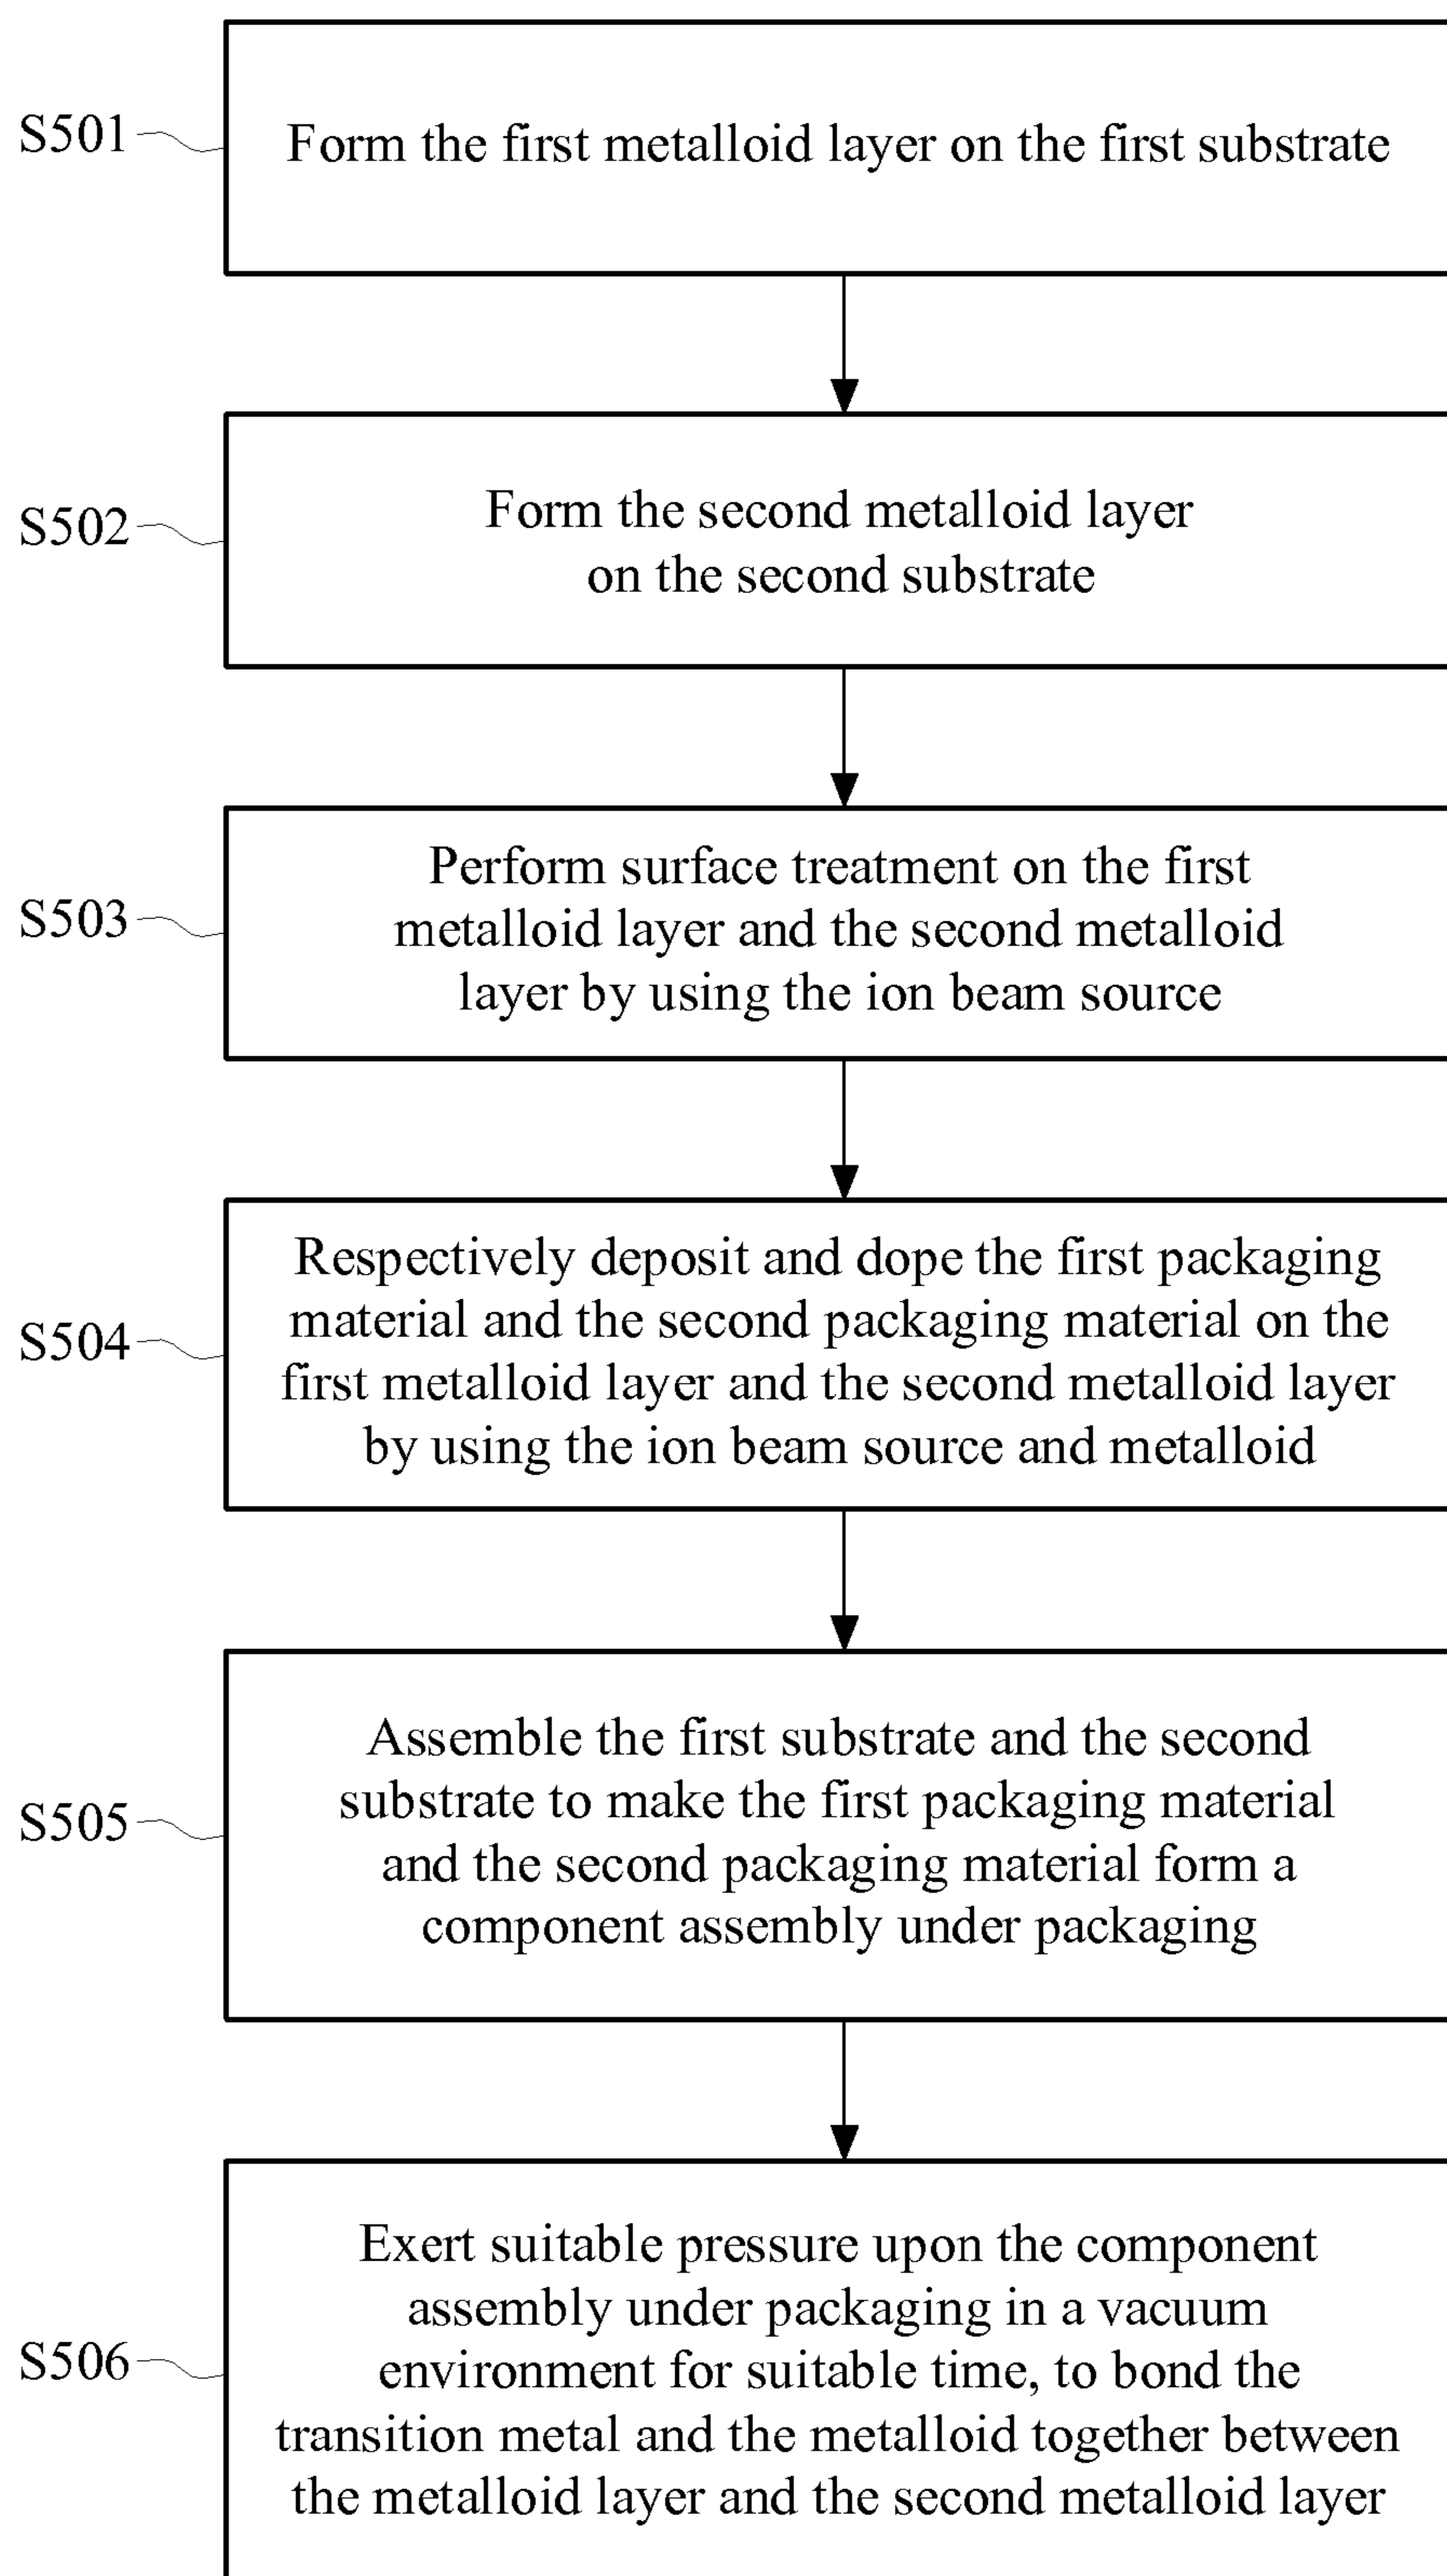 S501
Form the first metalloid layer on the first substrate
S502
Form the second metalloid layer
on the second substrate
S503
Perform surface treatment on the first
metalloid layer and the second metalloid
layer by using the ion beam source
S504
Respectively deposit and dope the first packaging
material and the second packaging material on the
first metalloid layer and the second metalloid layer
by using the ion beam source and metalloid
S505
Assemble the first substrate and the second
substrate to make the first packaging material
and the second packaging material form a
component assembly under packaging
S506
Exert suitable pressure upon the component
assembly under packaging in a vacuum
environment for suitable time, to bond the
transition metal and the metalloid together between
the metalloid layer and the second metalloid layer